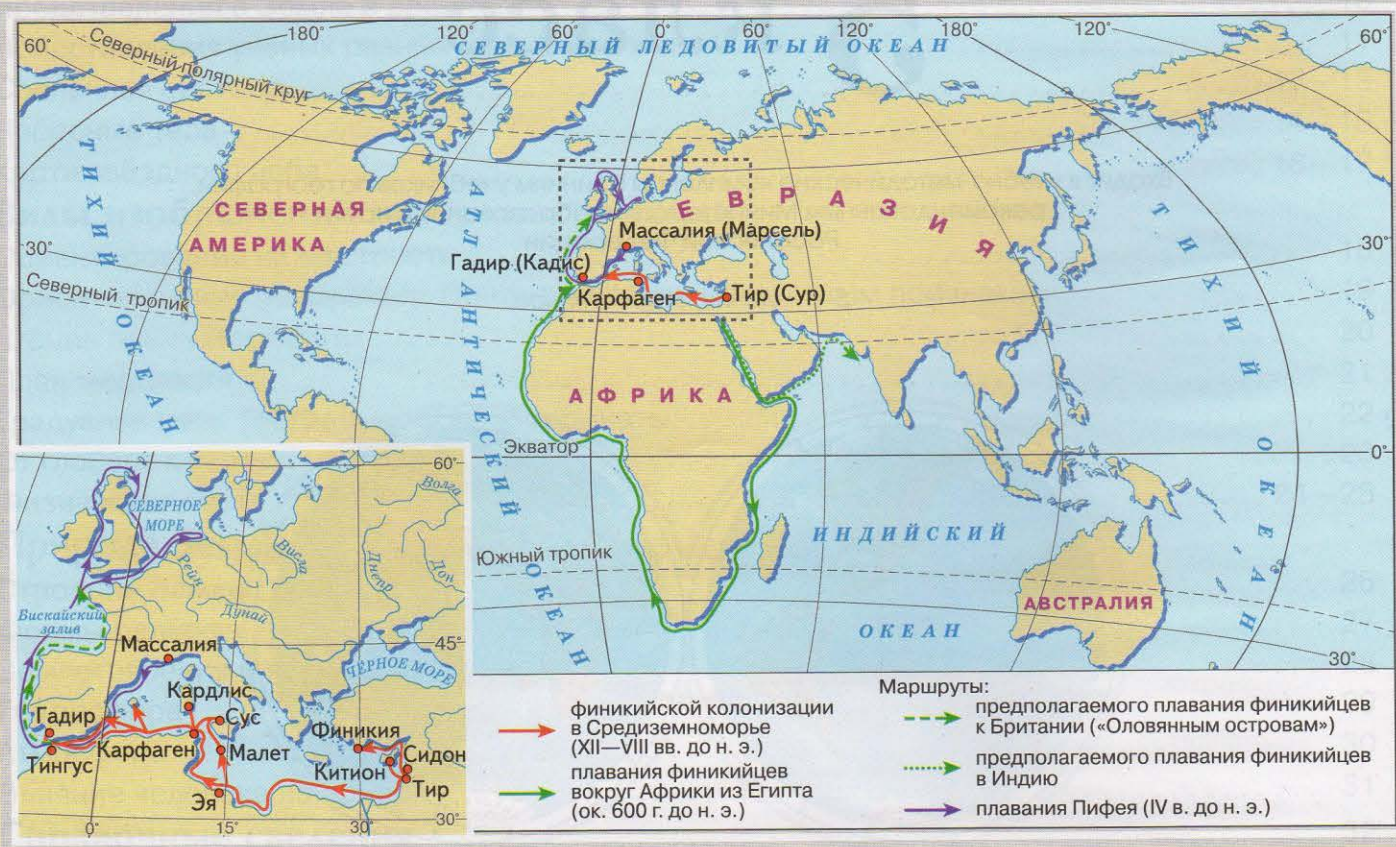 180°
120°
60°
0°
60°
120°
180°
120°
60°
60°
СЕВЕРНЫЙ ЛЕДОВИТЫЙ ОКЕАН
Северный полярный круг
ТИХИЙ ОКЕАН
СЕВЕРНАЯ
АМЕРИКА
АТЛАНТИЧЕСКИЙ ОКЕАН
ЕВРАЗИЯ
ТИХИЙ ОКЕАН
Массалия (Марсель)
Гадир (Кадис)
Карфаген
Тир (Сур)
30°
30°
Северный тропик
АФРИКА
Экватор
0°
ИНДИЙСКИЙ
ОКЕАН
Южный тропик
АВСТРАЛИЯ
30°
60°
Волга
СЕВЕРНОЕ
МОРЕ
Висла
Рейн
Днепр
Дон
Бискайский
залив
Дунай
45°
Массалия
ЧЁРНОЕ МОРЕ
Кардлис
Гадир
Сус
Финикия
Карфаген
Малет
Сидон
Тингус
Китион
Тир
Эя
0°
15°
30°
30°
финикийской колонизации
в Средиземноморье
(XII—VIII вв. до н. э.)
плавания финикийцев
вокруг Африки из Египта
(ок. 600 г. до н. э.)
Маршруты:
предполагаемого плавания финикийцев
к Британии («Оловянным островам»)
предполагаемого плавания финикийцев
в Индию
плавания Пифея (IV в. до н. э.)